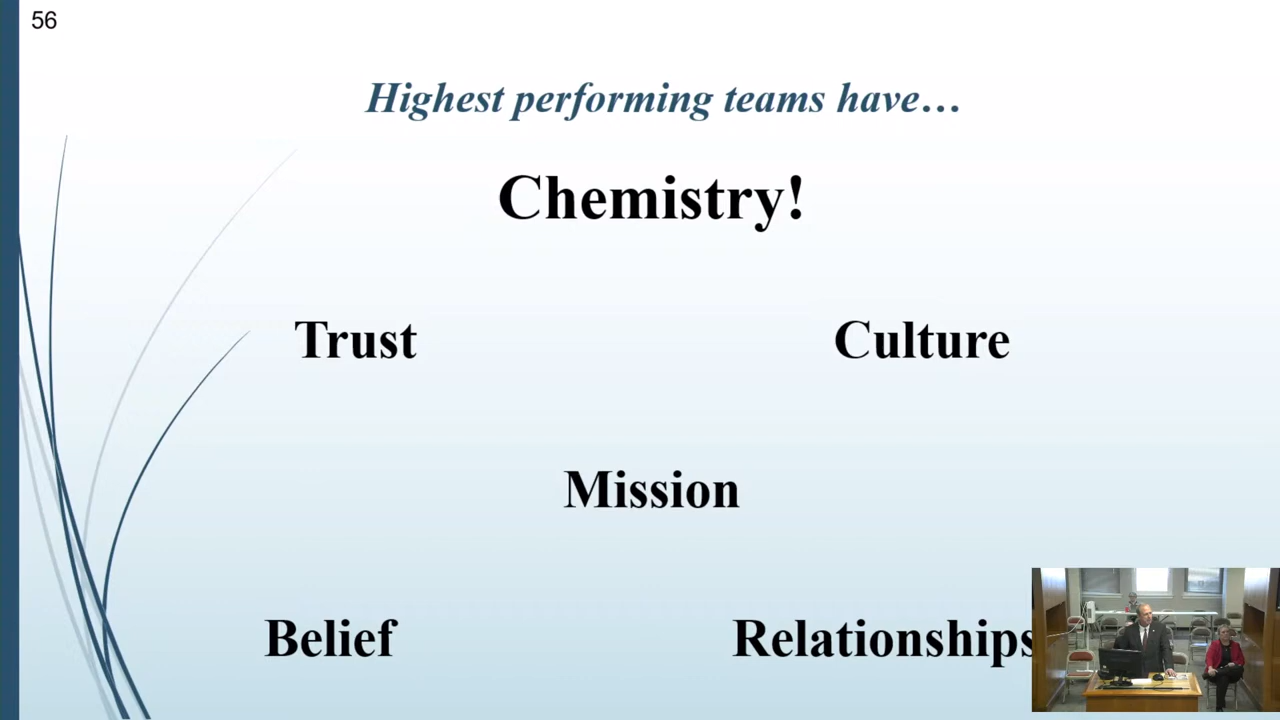 56
Highest performing teams have…
Chemistry!
Trust Culture
Mission
Belief Relationships